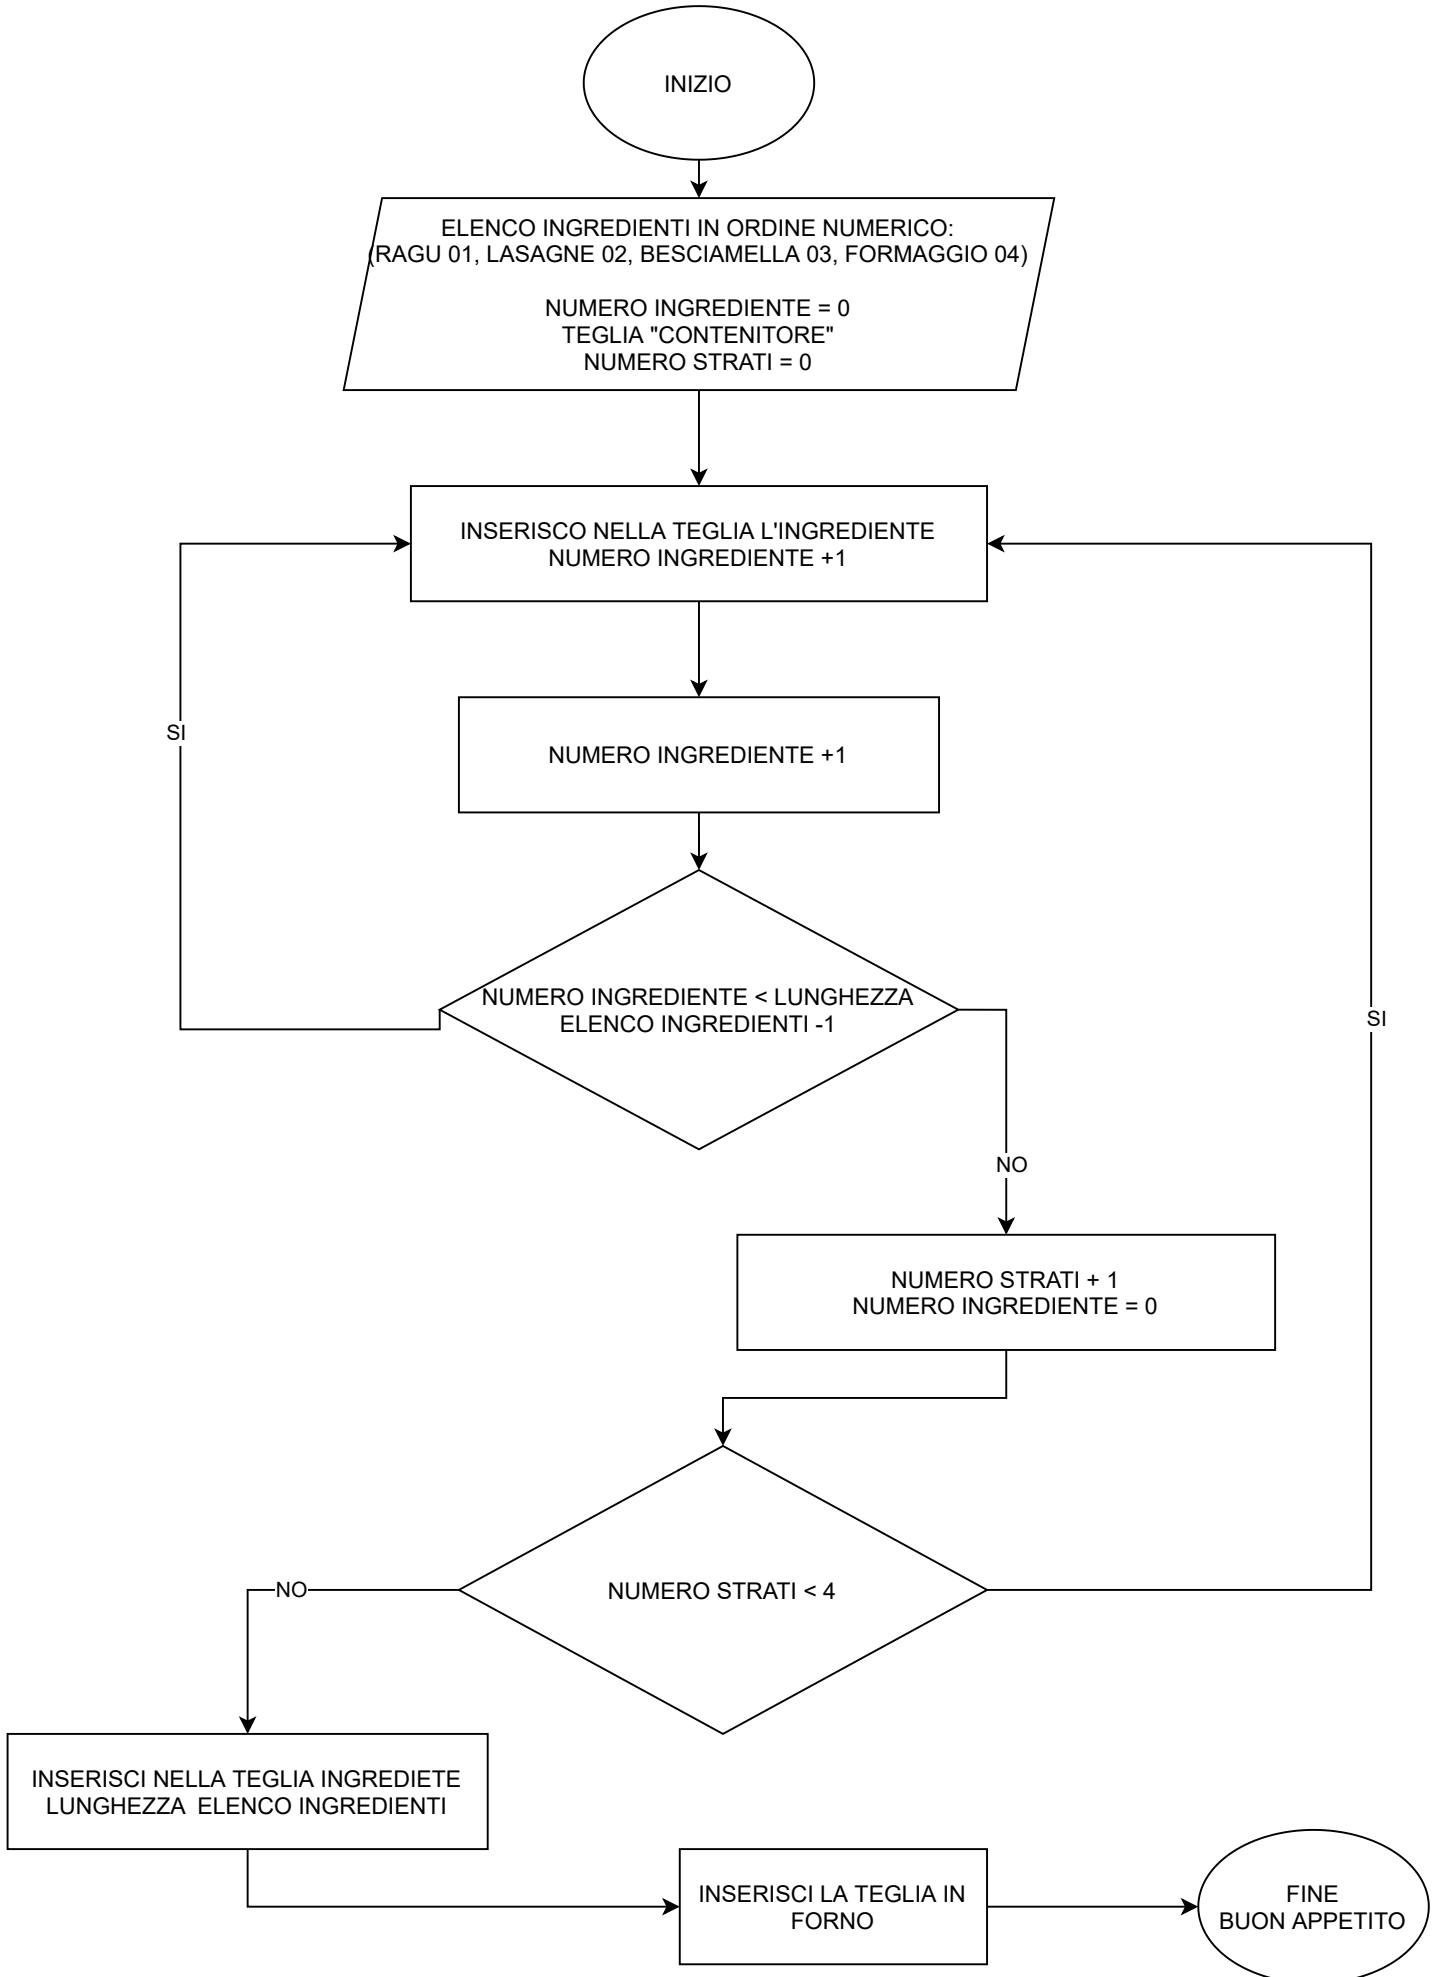 INIZIO
ELENCO INGREDIENTI IN ORDINE NUMERICO:
(RAGU 01, LASAGNE 02, BESCIAMELLA 03, FORMAGGIO 04)
NUMERO INGREDIENTE = 0
TEGLIA "CONTENITORE"
NUMERO STRATI = 0
INSERISCO NELLA TEGLIA L'INGREDIENTE
NUMERO INGREDIENTE +1
SI
NUMERO INGREDIENTE +1
NUMERO INGREDIENTE < LUNGHEZZA
ELENCO INGREDIENTI -1
SI
NO
NUMERO STRATI + 1
NUMERO INGREDIENTE = 0
NO
NUMERO STRATI < 4
INSERISCI NELLA TEGLIA INGREDIETE
LUNGHEZZA ELENCO INGREDIENTI
INSERISCI LA TEGLIA IN
FORNO
FINE
BUON APPETITO